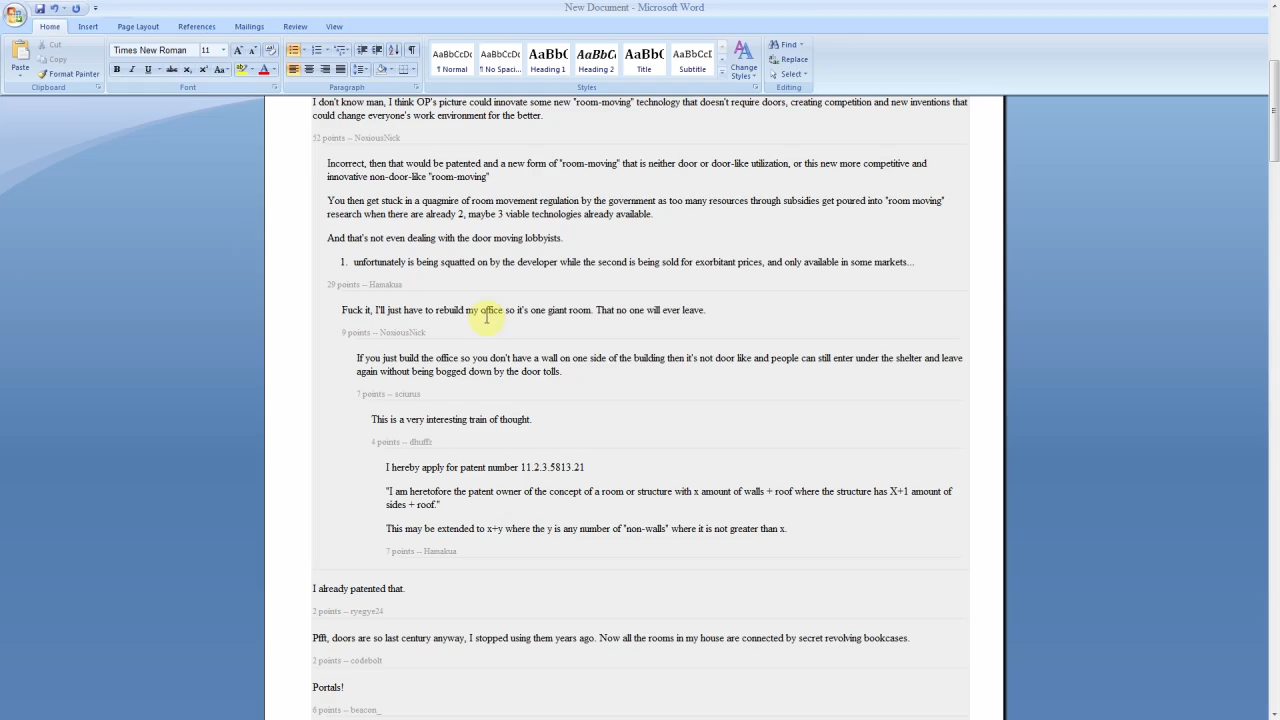 New Document - Microsoft Word
Home Insert Page Layout References Mailings Review View
Paste
Cut
Copy
Format Painter
Clipboard
Times New Roman 11
Font
Paragraph
AaBbCcDc AaBbCcDc AaBb( AaBbC AaBb( AaBbCcD
¶ Normal ¶ No Spaci... Heading 1 Heading 2 Title Subtitle
Change Styles
Styles
Find
Replace
Select
Editing
I don't know man, I think OP's picture could innovate some new "room-moving" technology that doesn't require doors, creating competition and new inventions that
could change everyone's work environment for the better.
52 points -- NoxiousNick
Incorrect, then that would be patented and a new form of "room-moving" that is neither door or door-like utilization, or this new more competitive and
innovative non-door-like "room-moving"
You then get stuck in a quagmire of room movement regulation by the government as too many resources through subsidies get poured into "room moving"
research when there are already 2, maybe 3 viable technologies already available.
And that's not even dealing with the door moving lobbyists.
1. unfortunately is being squatted on by the developer while the second is being sold for exorbitant prices, and only available in some markets...
29 points -- Hamakua
Fuck it, I'll just have to rebuild my office so it's one giant room. That no one will ever leave.
9 points -- NoxiousNick
If you just build the office so you don't have a wall on one side of the building then it's not door like and people can still enter under the shelter and leave
again without being bogged down by the door tolls.
7 points -- sciurus
This is a very interesting train of thought.
4 points -- dhuffs
I hereby apply for patent number 11.2.3.5813.21
"I am heretofore the patent owner of the concept of a room or structure with x amount of walls + roof where the structure has X+1 amount of
sides + roof."
This may be extended to x+y where the y is any number of "non-walls" where it is not greater than x.
7 points -- Hamakua
I already patented that.
2 points -- ryegye24
Pfft, doors are so last century anyway, I stopped using them years ago. Now all the rooms in my house are connected by secret revolving bookcases.
2 points -- codebolt
Portals!
6 points -- beacon_